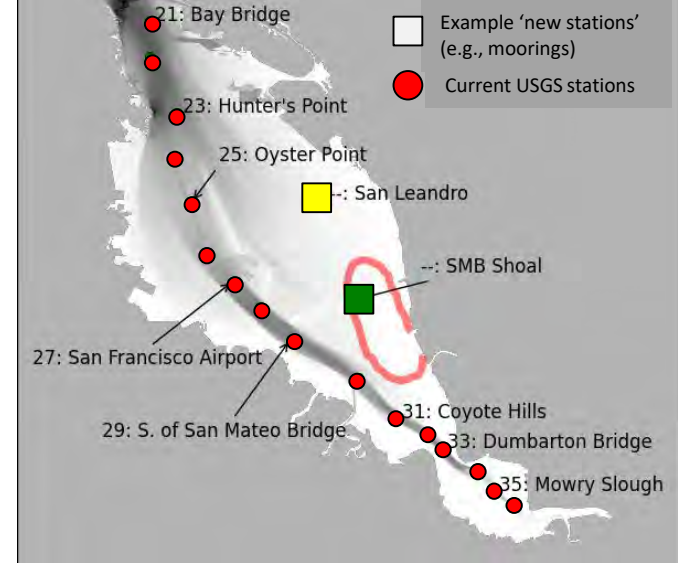 21: Bay Bridge
Example ‘new stations’
(e.g., moorings)
Current USGS stations
23: Hunter's Point
25: Oyster Point
--: San Leandro
--: SMB Shoal
27: San Francisco Airport
31: Coyote Hills
29: S. of San Mateo Bridge
33: Dumbarton Bridge
35: Mowry Slough